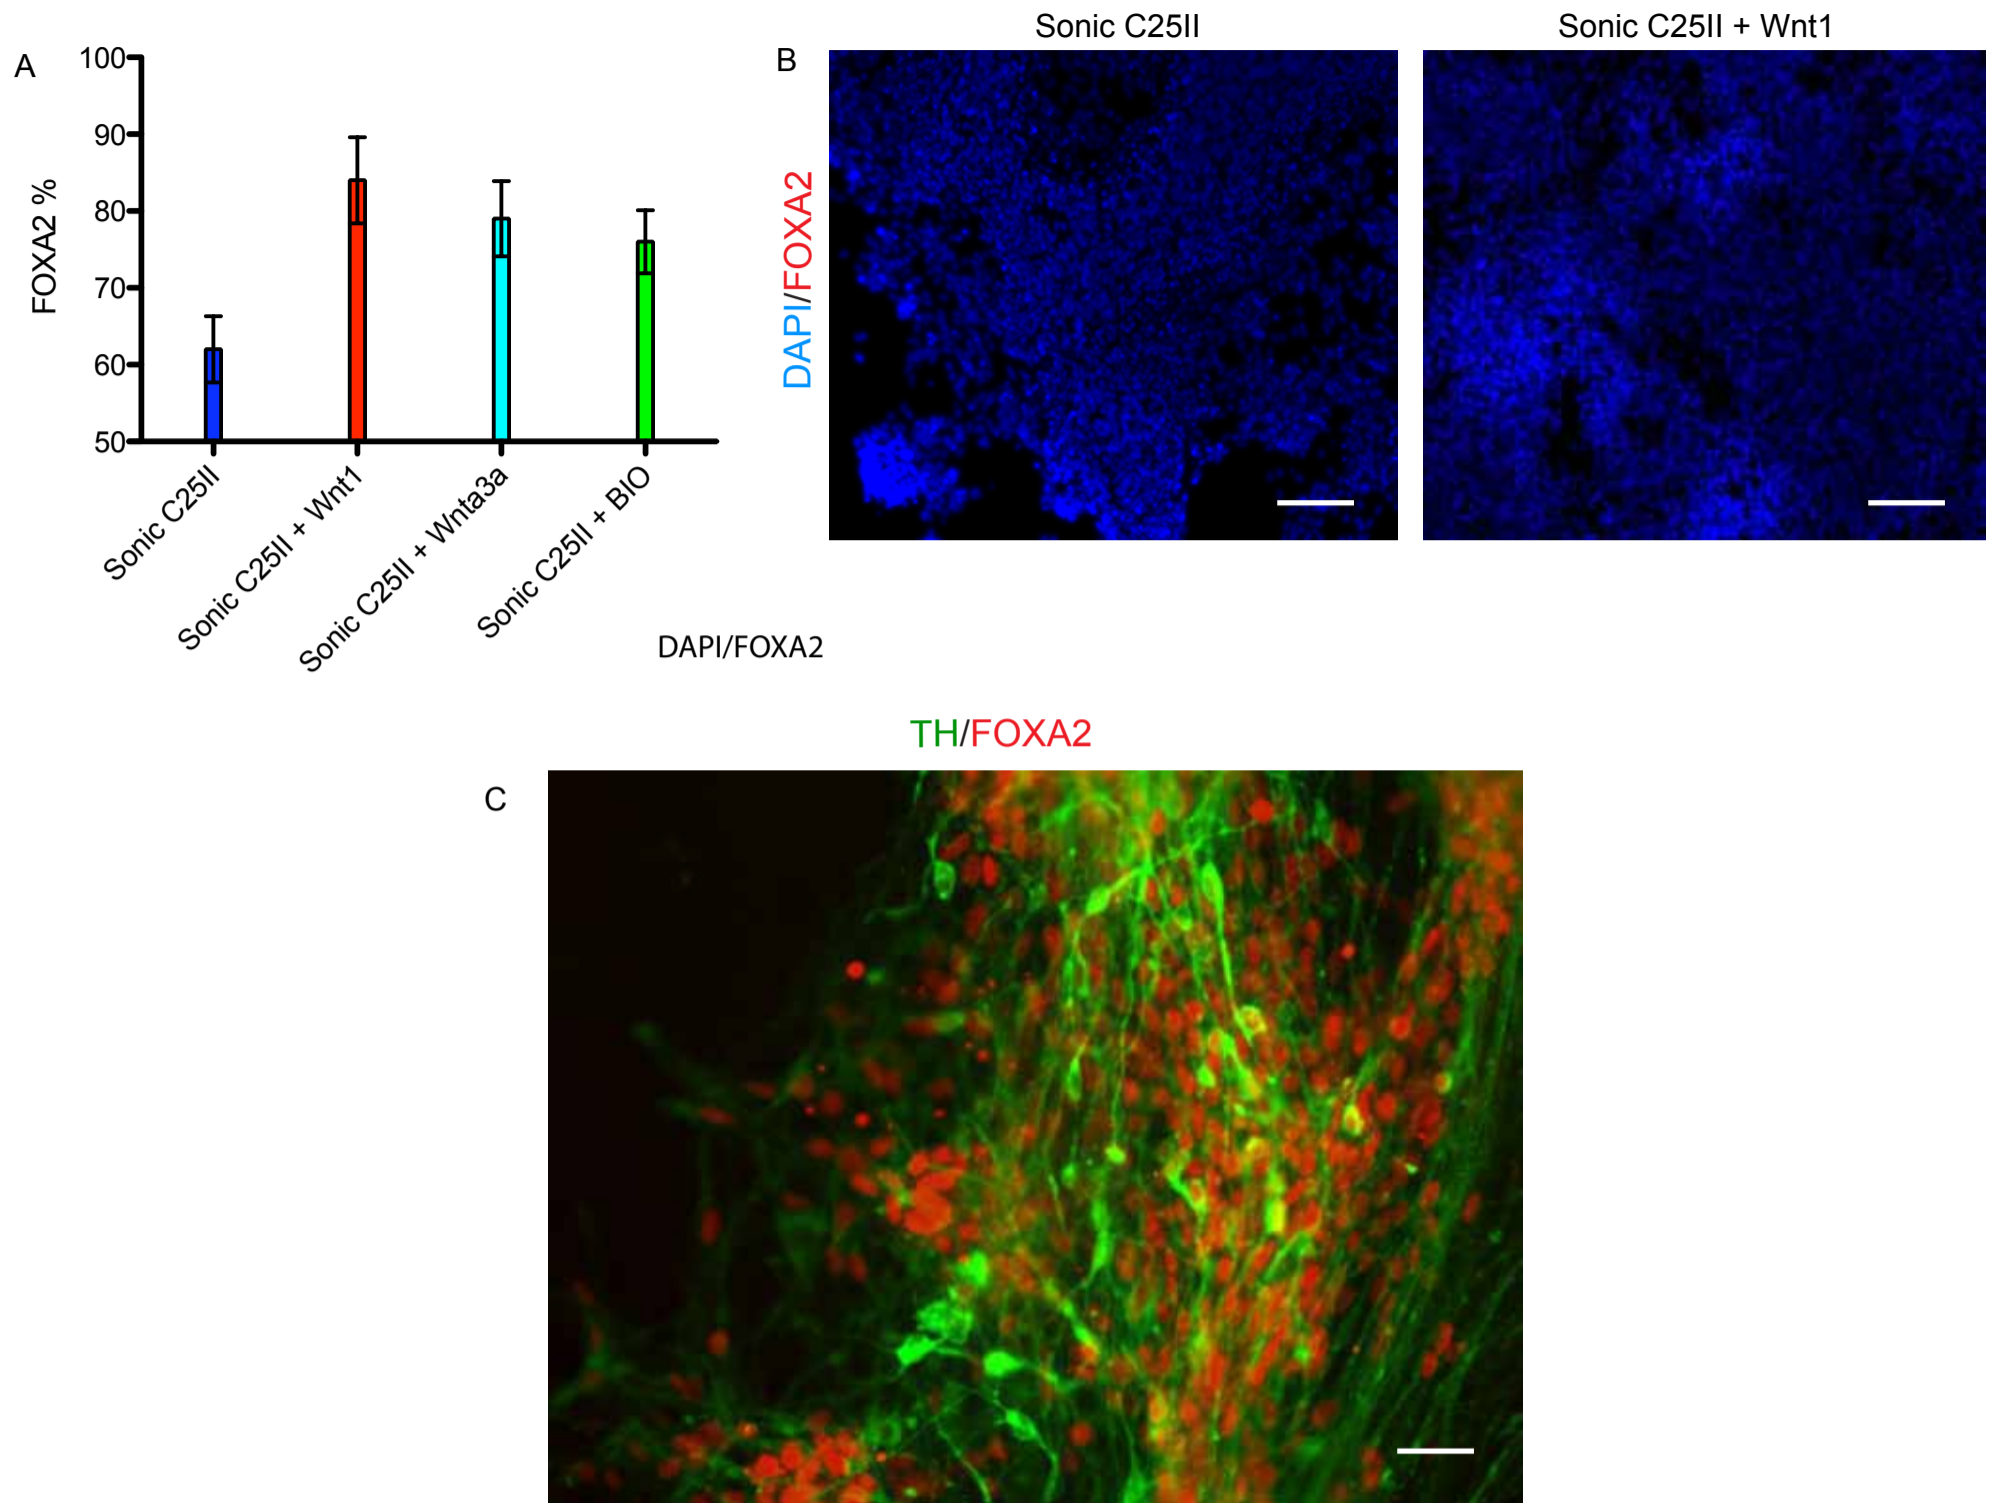 A
100
90
80
70
60
50
FOXA2 %
Sonic C25II
Sonic C25II + Wnt1
Sonic C25II + Wnta3a
Sonic C25II + BIO
DAPI/FOXA2
B
Sonic C25II
Sonic C25II + Wnt1
DAPI/FOXA2
TH/FOXA2
C